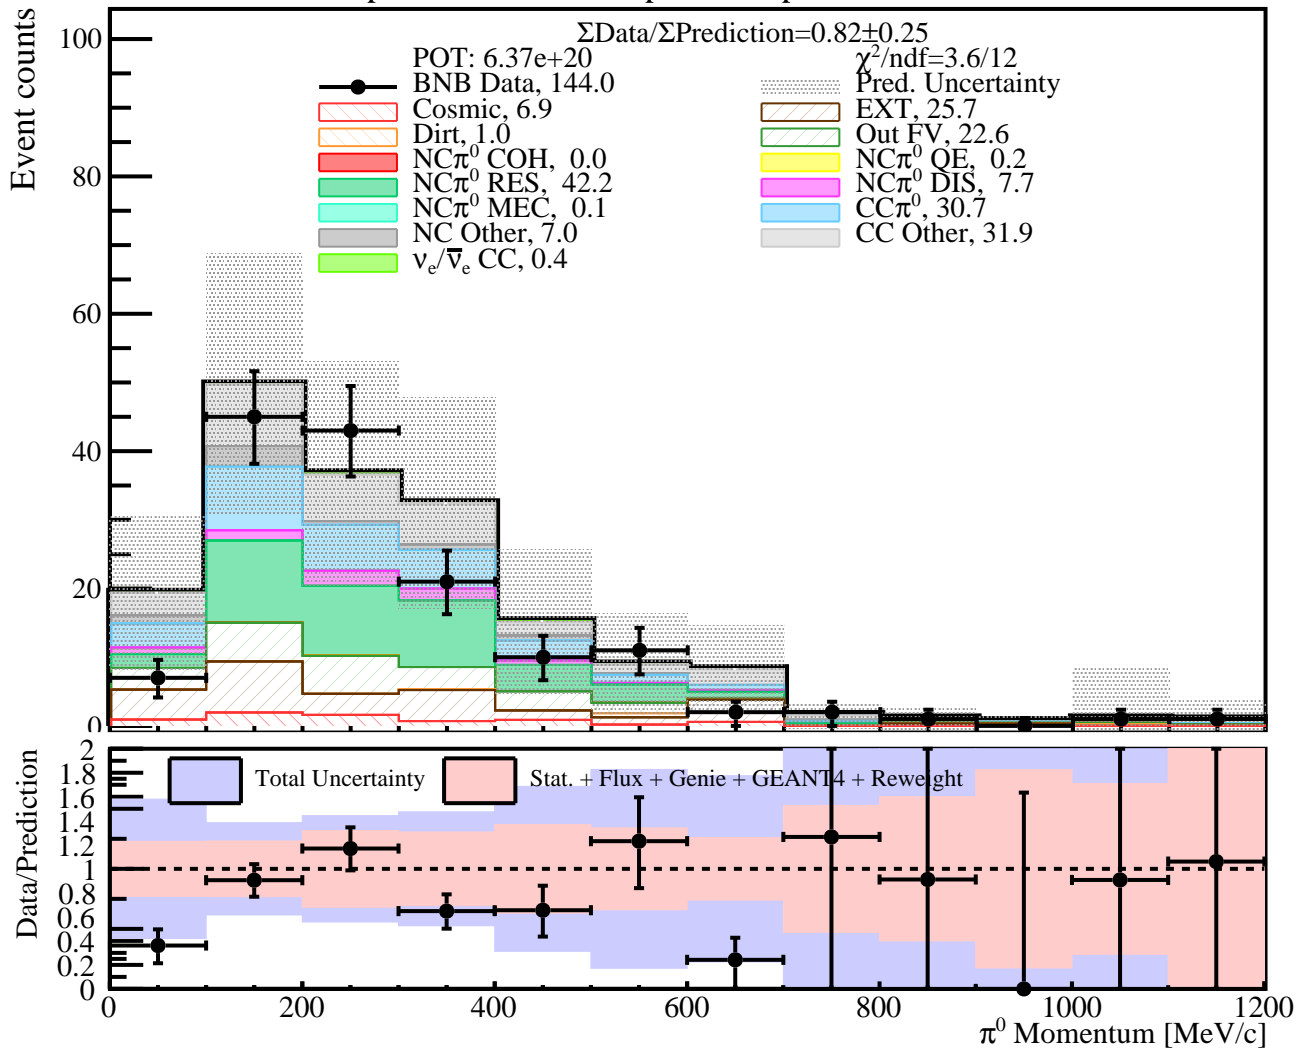 ΣData/ΣPrediction=0.82±0.25
POT: 6.37e+20
χ²/ndf=3.6/12
BNB Data, 144.0
Pred. Uncertainty
Cosmic, 6.9
EXT, 25.7
Dirt, 1.0
Out FV, 22.6
NCπ⁰ COH, 0.0
NCπ⁰ QE, 0.2
NCπ⁰ RES, 42.2
NCπ⁰ DIS, 7.7
NCπ⁰ MEC, 0.1
CCπ⁰, 30.7
NC Other, 7.0
CC Other, 31.9
νₑ/ν̅ₑ CC, 0.4
Event counts
100
80
60
40
20
0
Total Uncertainty
Stat. + Flux + Genie + GEANT4 + Reweight
Data/Prediction
2
1.8
1.6
1.4
1.2
1
0.8
0.6
0.4
0.2
0
0 200 400 600 800 1000 1200
π⁰ Momentum [MeV/c]